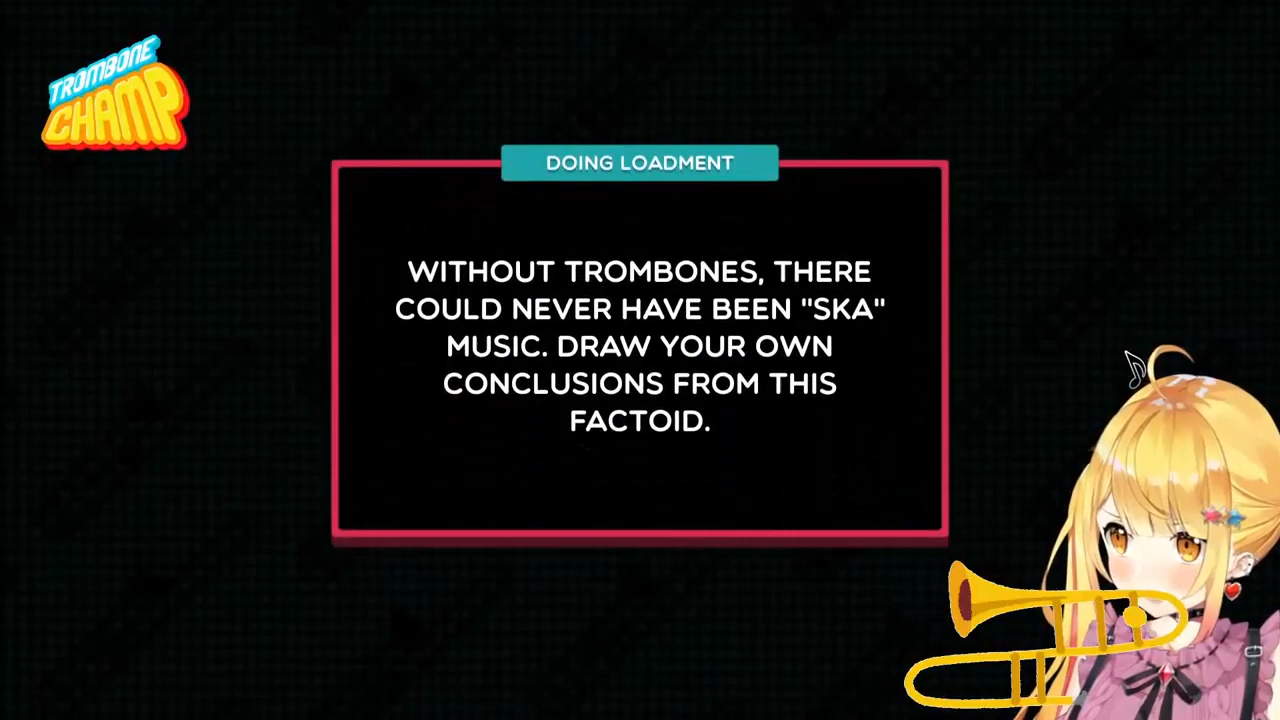 TROMBONE
CHAMP
DOING LOADMENT
WITHOUT TROMBONES, THERE
COULD NEVER HAVE BEEN "SKA"
MUSIC. DRAW YOUR OWN
CONCLUSIONS FROM THIS
FACTOID.